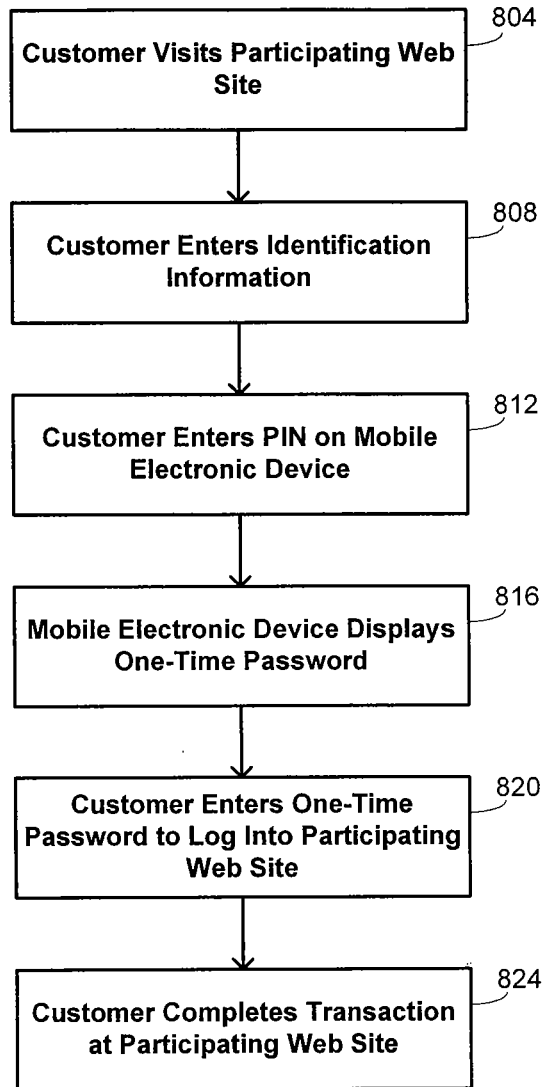 804
Customer Visits Participating Web
Site
808
Customer Enters Identification
Information
812
Customer Enters PIN on Mobile
Electronic Device
816
Mobile Electronic Device Displays
One-Time Password
820
Customer Enters One-Time
Password to Log Into Participating
Web Site
824
Customer Completes Transaction
at Participating Web Site